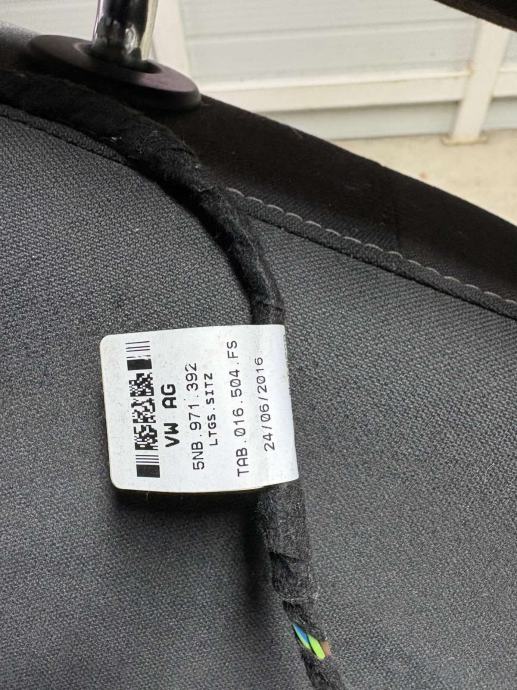 VW AG
5NB.971.392
LTGS.SITZ
TAB.016.504.FS
24/06/2016